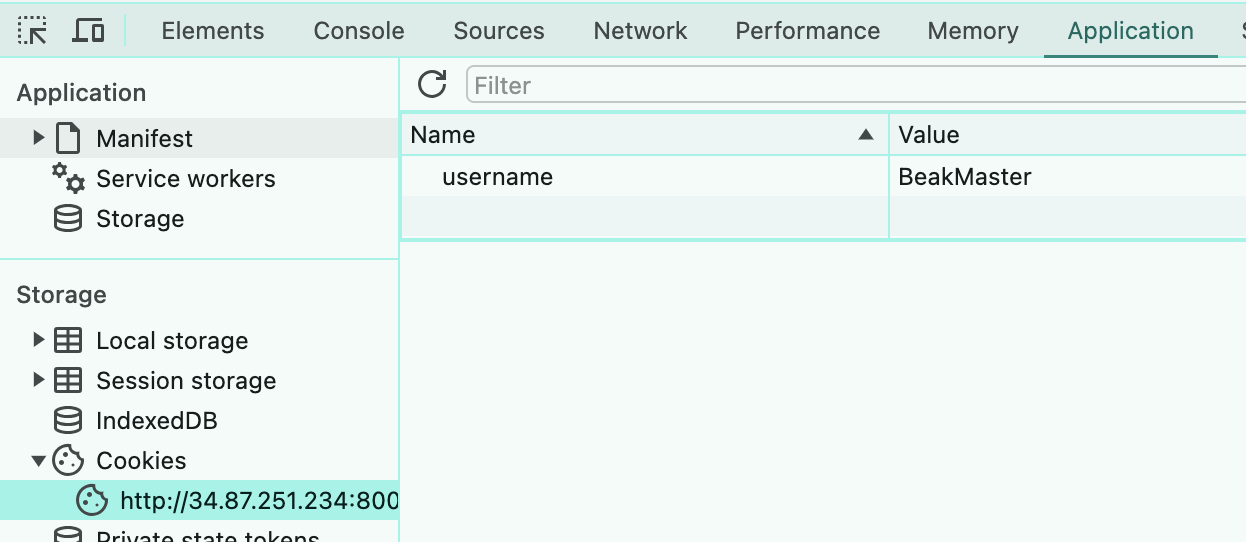 Elements Console Sources Network Performance Memory Application
Application
Manifest
Service workers
Storage
Storage
Local storage
Session storage
IndexedDB
Cookies
http://34.87.251.234:800
Private state tokens
Filter
Name Value
username BeakMaster